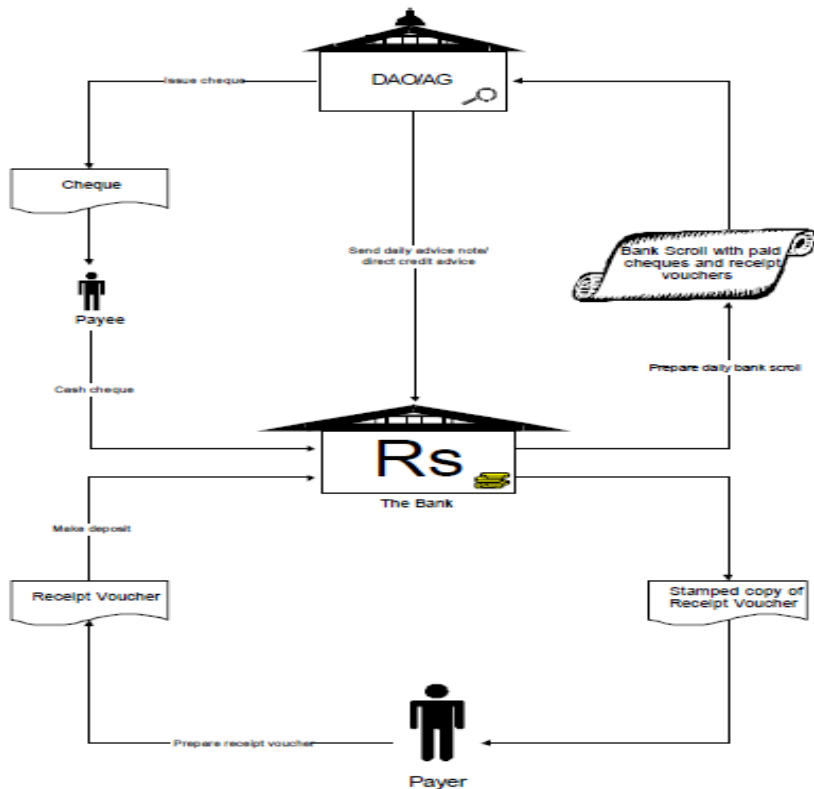 DAO/AG
Issue cheque
Cheque
Send daily advice note/
direct credit advice
Bank Scroll with paid
cheques and receipt
vouchers
Payee
Prepare daily bank scroll
Cash cheque
Rs
The Bank
Make deposit
Receipt Voucher
Stamped copy of
Receipt Voucher
Prepare receipt voucher
Payer